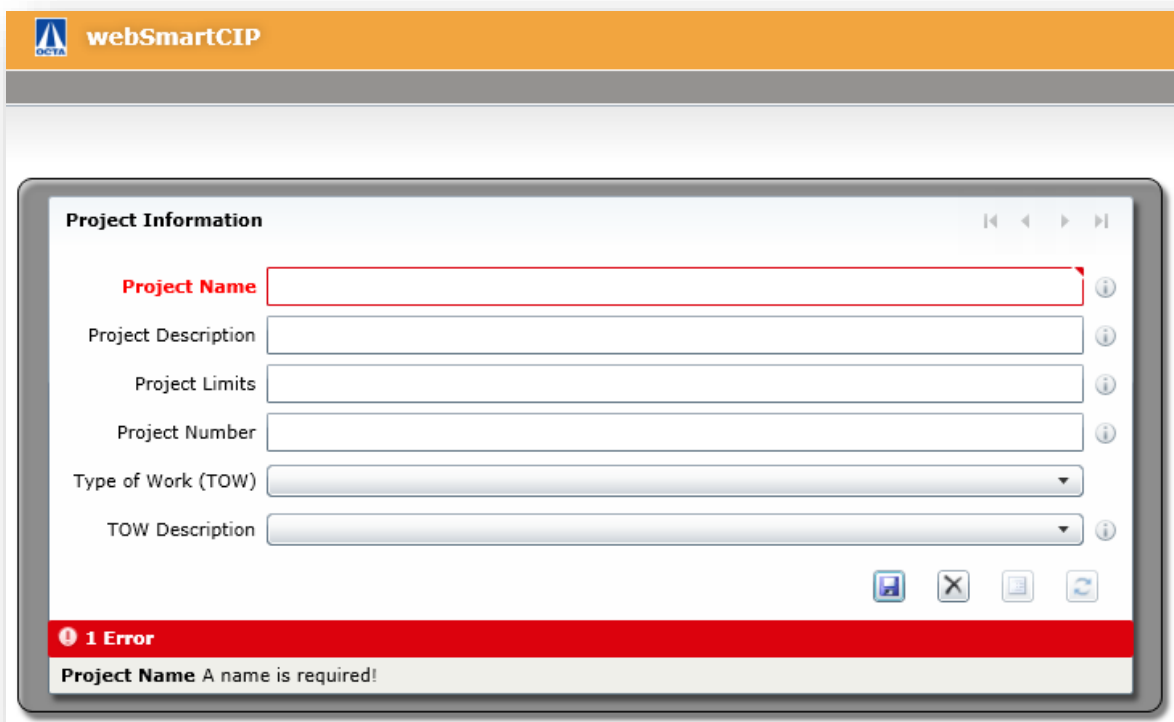 OCTA
webSmartCIP
Project Information
Project Name
Project Description
Project Limits
Project Number
Type of Work (TOW)
TOW Description
1 Error
Project Name A name is required!